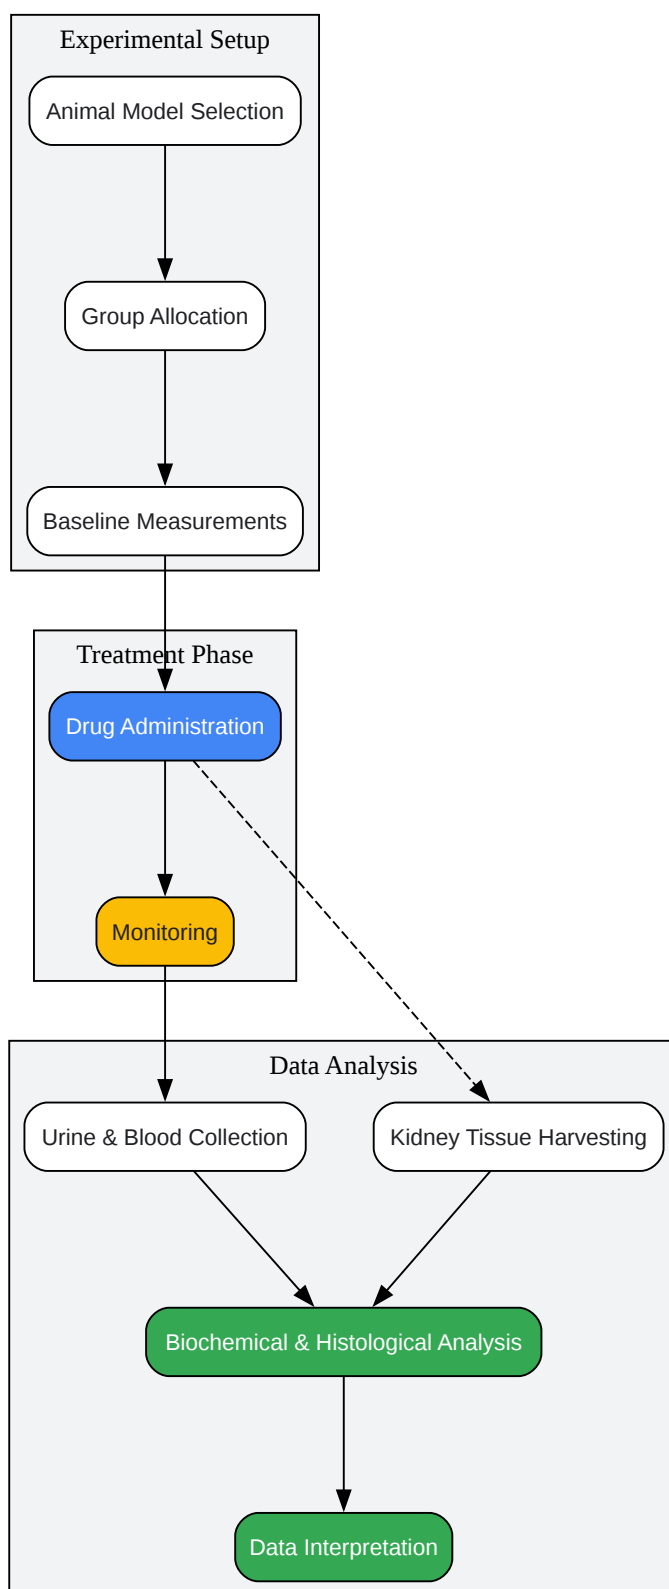 Experimental Setup
Animal Model Selection
Group Allocation
Baseline Measurements
Treatment Phase
Drug Administration
Monitoring
Data Analysis
Urine & Blood Collection
Kidney Tissue Harvesting
Biochemical & Histological Analysis
Data Interpretation